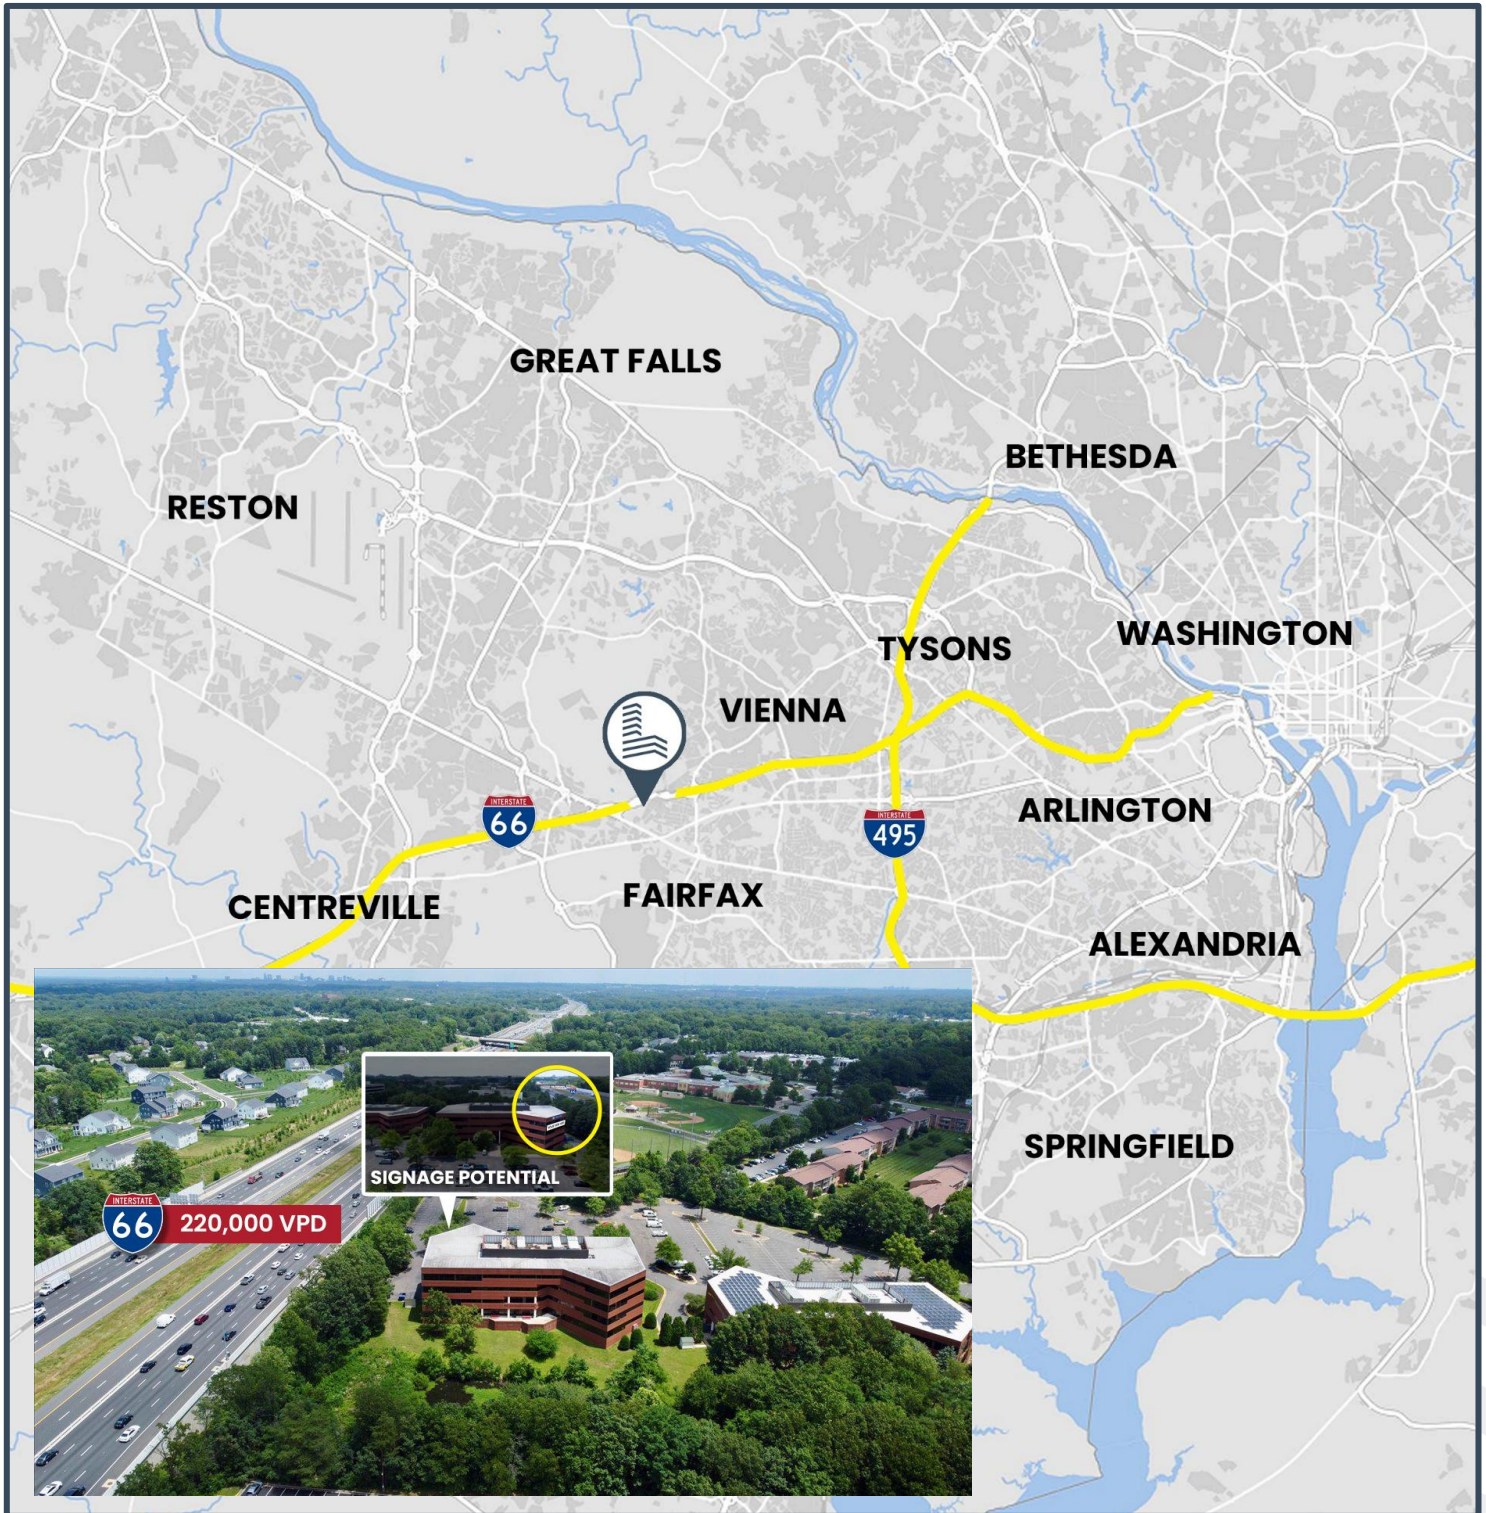 GREAT FALLS
BETHESDA
RESTON
WASHINGTON
TYSONS
VIENNA
INTERSTATE
66
INTERSTATE
495
ARLINGTON
FAIRFAX
CENTREVILLE
ALEXANDRIA
SIGNAGE POTENTIAL
SPRINGFIELD
INTERSTATE
66
220,000 VPD